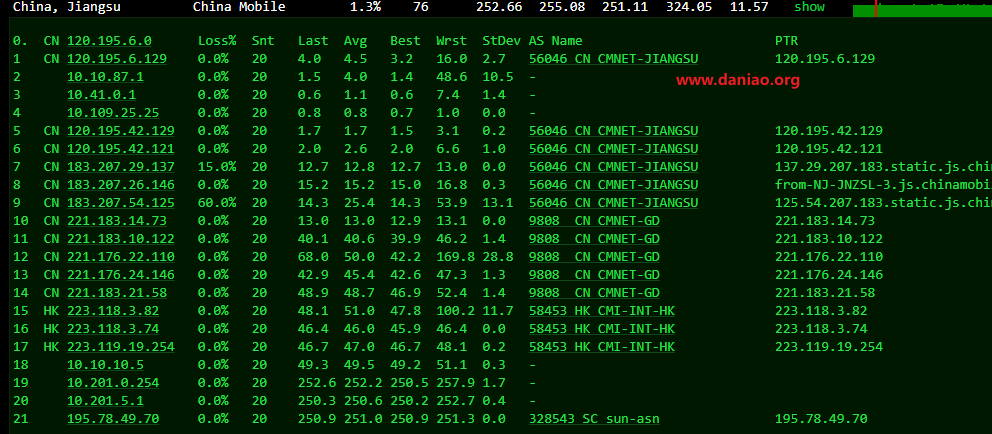 China, Jiangsu China Mobile 1.3% 76 252.66 255.08 251.11 324.05 11.57 show
0. CN 120.195.6.0 Loss% Snt Last Avg Best Wrst StDev AS Name PTR
1 CN 120.195.6.129 0.0% 20 4.0 4.5 3.2 16.0 2.7 56046 CN CMNET-JIANGSU 120.195.6.129
2 10.10.87.1 0.0% 20 1.5 4.0 1.4 48.6 10.5 -
www.daniao.org
3 10.41.0.1 0.0% 20 0.6 1.1 0.6 7.4 1.4 -
4 10.109.25.25 0.0% 20 0.8 0.8 0.7 1.0 0.0 -
5 CN 120.195.42.129 0.0% 20 1.7 1.7 1.5 3.1 0.2 56046 CN CMNET-JIANGSU 120.195.42.129
6 CN 120.195.42.121 0.0% 20 2.0 2.6 2.0 6.6 1.0 56046 CN CMNET-JIANGSU 120.195.42.121
7 CN 183.207.29.137 15.0% 20 12.7 12.8 12.7 13.0 0.0 56046 CN CMNET-JIANGSU 137.29.207.183.static.js.chin
8 CN 183.207.26.146 0.0% 20 15.2 15.2 15.0 16.8 0.3 56046 CN CMNET-JIANGSU from-NJ-JNZSL-3.js.chinamobi
9 CN 183.207.54.125 60.0% 20 14.3 25.4 14.3 53.9 13.1 56046 CN CMNET-JIANGSU 125.54.207.183.static.js.chin
10 CN 221.183.14.73 0.0% 20 13.0 13.0 12.9 13.1 0.0 9808 CN CMNET-GD 221.183.14.73
11 CN 221.183.10.122 0.0% 20 40.1 40.6 39.9 46.2 1.4 9808 CN CMNET-GD 221.183.10.122
12 CN 221.176.22.110 0.0% 20 68.0 50.0 42.2 169.8 28.8 9808 CN CMNET-GD 221.176.22.110
13 CN 221.176.24.146 0.0% 20 42.9 45.4 42.6 47.3 1.3 9808 CN CMNET-GD 221.176.24.146
14 CN 221.183.21.58 0.0% 20 48.9 48.7 46.9 52.4 1.4 9808 CN CMNET-GD 221.183.21.58
15 HK 223.118.3.82 0.0% 20 48.1 51.0 47.8 100.2 11.7 58453 HK CMI-INT-HK 223.118.3.82
16 HK 223.118.3.74 0.0% 20 46.4 46.0 45.9 46.4 0.0 58453 HK CMI-INT-HK 223.118.3.74
17 HK 223.119.19.254 0.0% 20 46.7 47.0 46.7 48.1 0.2 58453 HK CMI-INT-HK 223.119.19.254
18 10.10.10.5 0.0% 20 49.3 49.5 49.2 51.1 0.3 -
19 10.201.0.254 0.0% 20 252.6 252.2 250.5 257.9 1.7 -
20 10.201.5.1 0.0% 20 250.3 250.6 250.2 252.7 0.4 -
21 195.78.49.70 0.0% 20 250.9 251.0 250.9 251.3 0.0 328543 SC sun-asn 195.78.49.70